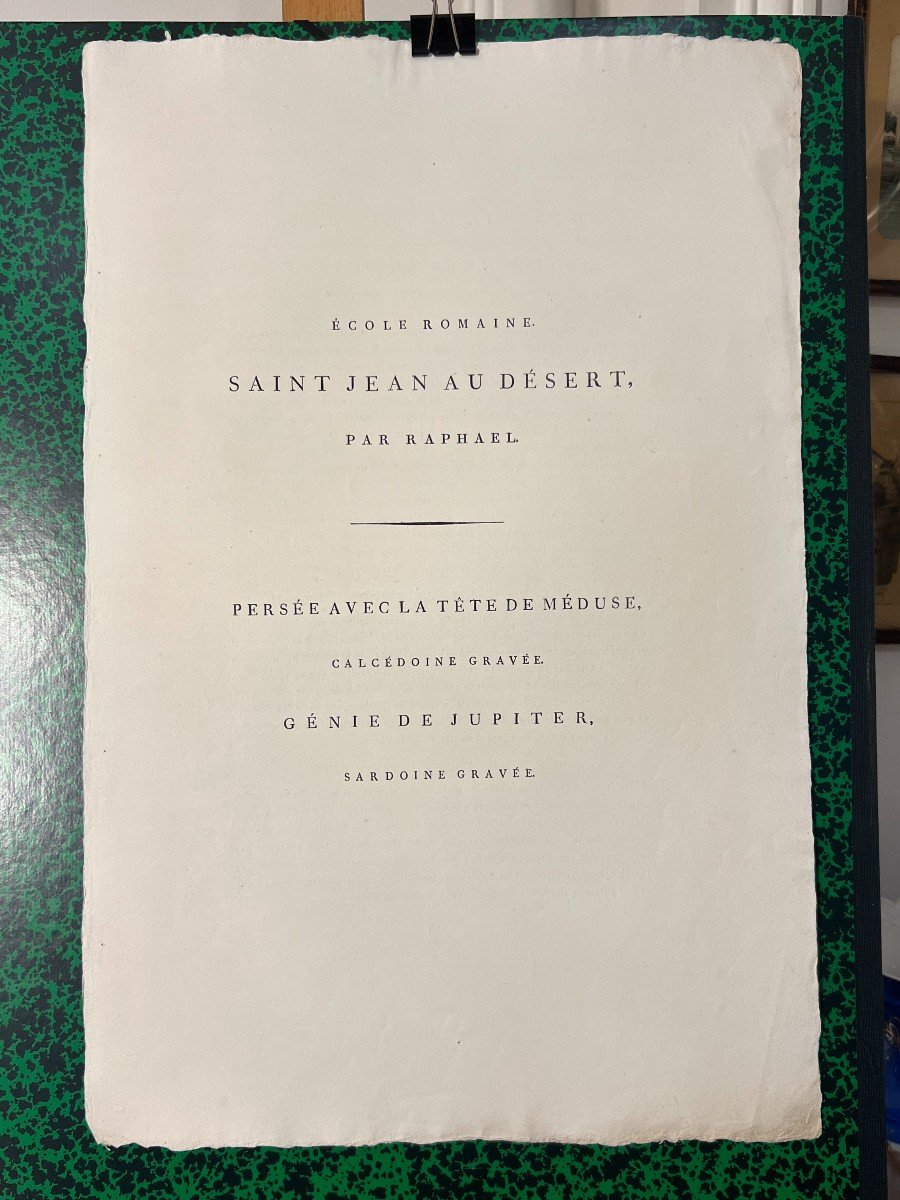 ÉCOLE ROMAINE.
SAINT JEAN AU DÉSERT,
PAR RAPHAEL.
PERSÉE AVEC LA TÊTE DE MÉDUSE,
CALCÉDOINE GRAVÉE.
GÉNIE DE JUPITER,
SARDOINE GRAVÉE.